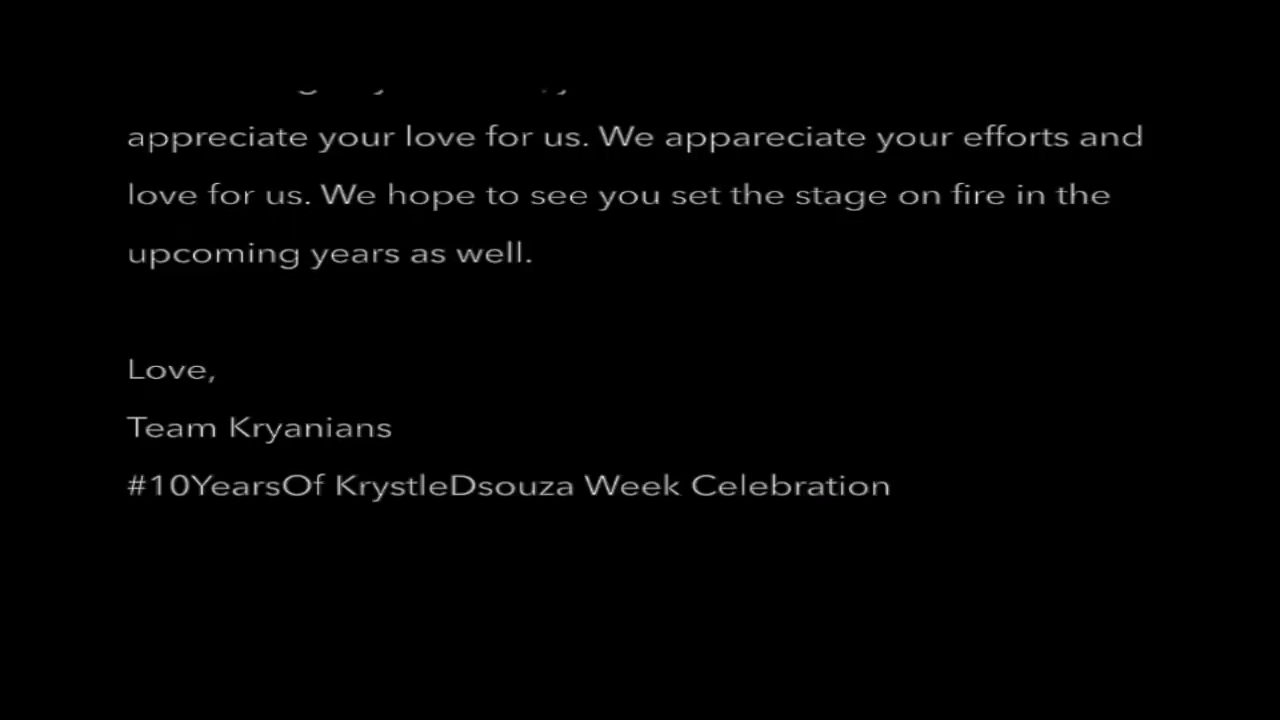 appreciate your love for us. We appareciate your efforts and
love for us. We hope to see you set the stage on fire in the
upcoming years as well.
Love,
Team Kryanians
#10YearsOf KrystleDsouza Week Celebration